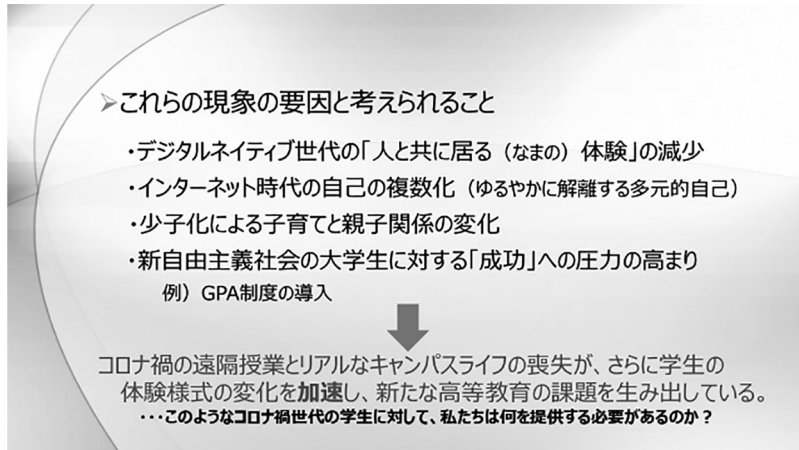 ➢これらの現象の要因と考えられること
・デジタルネイティブ世代の「人と共に居る（なまの）体験」の減少
・インターネット時代の自己の複数化（ゆるやかに解離する多元的自己）
・少子化による子育てと親子関係の変化
・新自由主義社会の大学生に対する「成功」への圧力の高まり
例）GPA制度の導入
コロナ禍の遠隔授業とリアルなキャンパスライフの喪失が、さらに学生の
体験様式の変化を加速し、新たな高等教育の課題を生み出している。
・・・このようなコロナ禍世代の学生に対して、私たちは何を提供する必要があるのか？